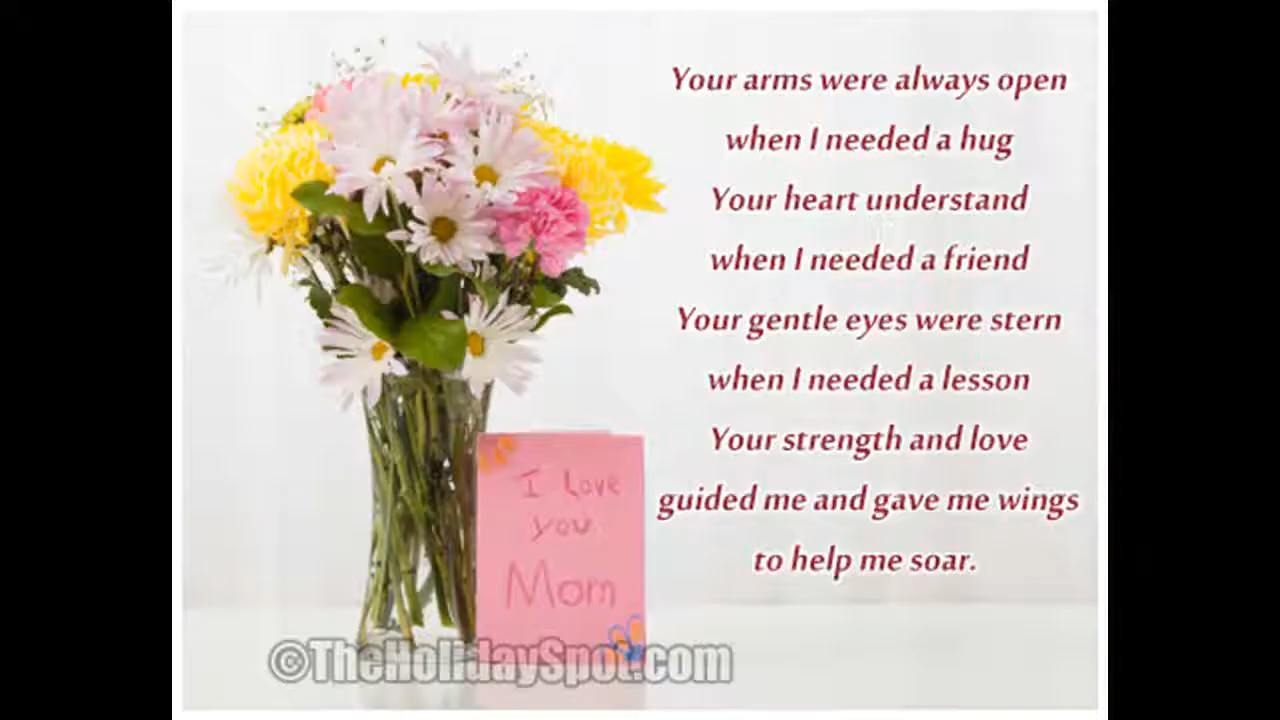 Your arms were always open
when I needed a hug
Your heart understand
when I needed a friend
Your gentle eyes were stern
when I needed a lesson
Your strength and love
guided me and gave me wings
to help me soar.
I Love
you
Mom
©TheHolidaySpot.com